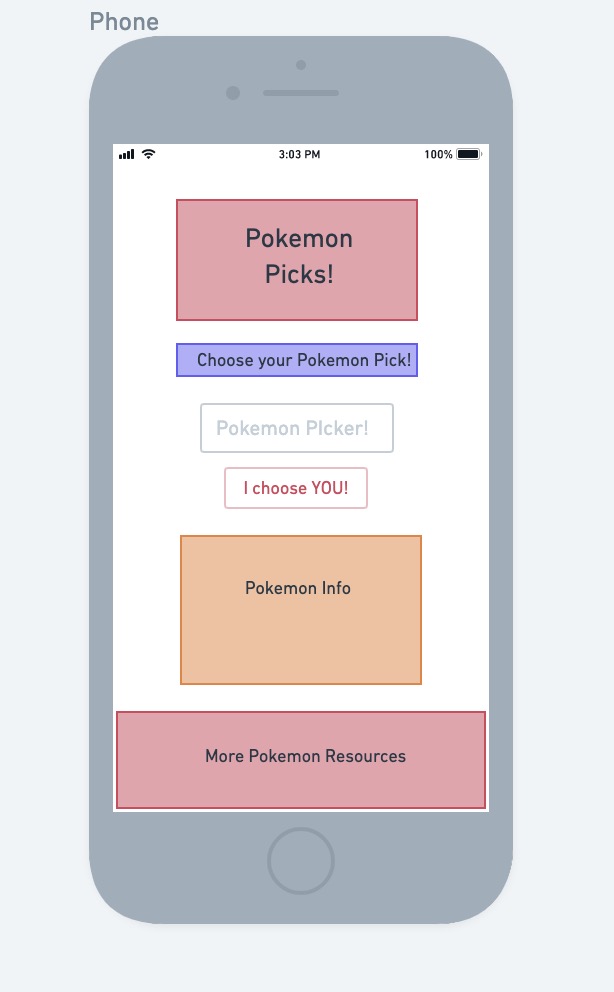 Phone
3:03 PM
100%
Pokemon
Picks!
Choose your Pokemon Pick!
Pokemon PIcker!
I choose YOU!
Pokemon Info
More Pokemon Resources